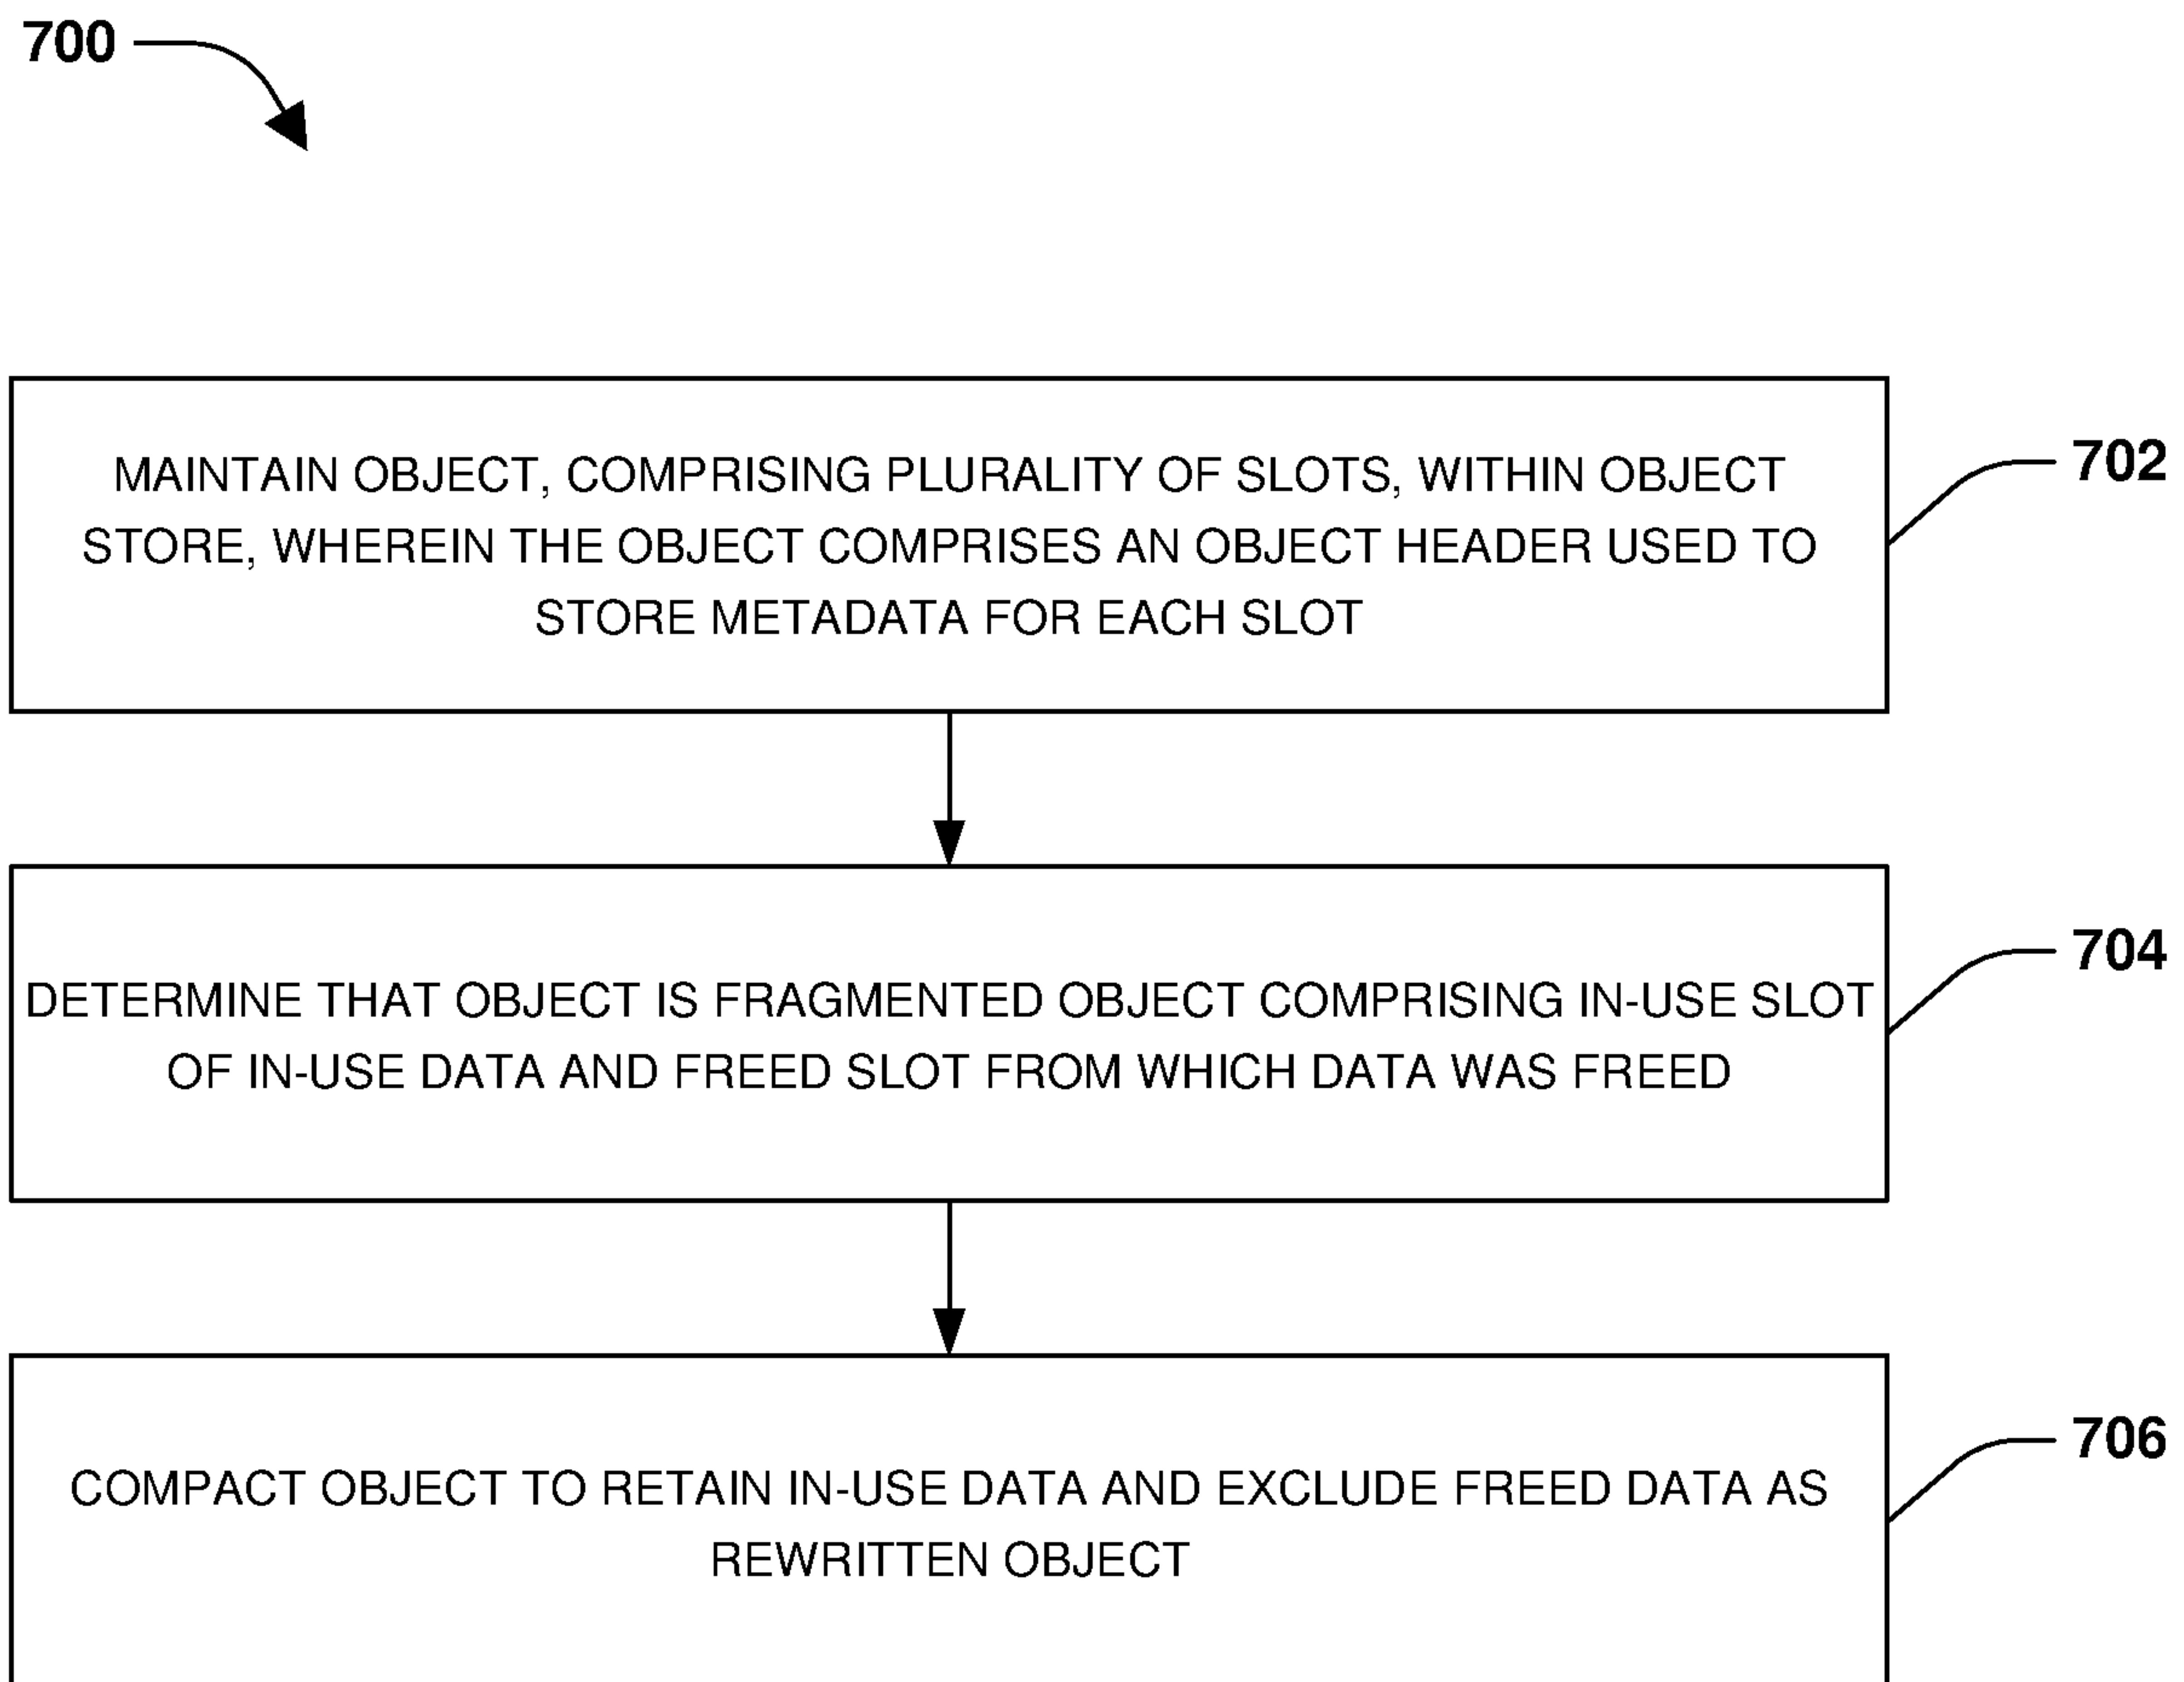 700
MAINTAIN OBJECT, COMPRISING PLURALITY OF SLOTS, WITHIN OBJECT
STORE, WHEREIN THE OBJECT COMPRISES AN OBJECT HEADER USED TO
STORE METADATA FOR EACH SLOT
702
DETERMINE THAT OBJECT IS FRAGMENTED OBJECT COMPRISING IN-USE SLOT
OF IN-USE DATA AND FREED SLOT FROM WHICH DATA WAS FREED
704
COMPACT OBJECT TO RETAIN IN-USE DATA AND EXCLUDE FREED DATA AS
REWRITTEN OBJECT
706